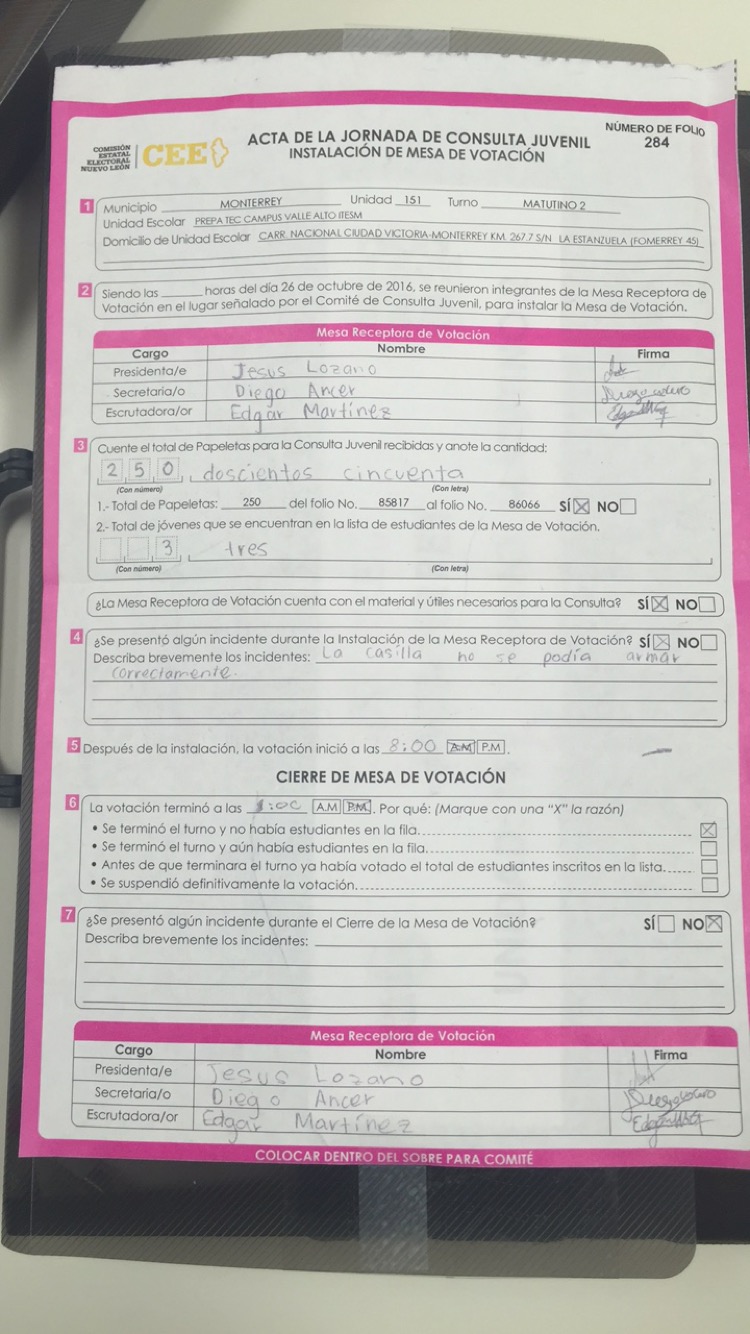 COMISIÓN
ESTATAL
ELECTORAL
NUEVO LEÓN
CEE
ACTA DE LA JORNADA DE CONSULTA JUVENIL
INSTALACIÓN DE MESA DE VOTACIÓN
NÚMERO DE FOLIO
284
1 Municipio MONTERREY Unidad 151 Turno MATUTINO 2
Unidad Escolar PREPA TEC CAMPUS VALLE ALTO ITESM
Domicilio de Unidad Escolar CARR. NACIONAL CIUDAD VICTORIA-MONTERREY KM. 267.7 S/N LA ESTANZUELA (FOMERREY 45)
2 Siendo las ______ horas del día 26 de octubre de 2016, se reunieron integrantes de la Mesa Receptora de
Votación en el lugar señalado por el Comité de Consulta Juvenil, para instalar la Mesa de Votación.
Mesa Receptora de Votación
Cargo Nombre Firma
Presidenta/e Jesus Lozano
Secretaria/o Diego Ancer
Escrutadora/or Edgar Martínez
3 Cuente el total de Papeletas para la Consulta Juvenil recibidas y anote la cantidad:
2 5 0, doscientos cincuenta
(Con número) (Con letra)
1.- Total de Papeletas: 250 del folio No. 85817 al folio No. 86066 SÍ NO
2.- Total de jóvenes que se encuentran en la lista de estudiantes de la Mesa de Votación.
3, tres
(Con número) (Con letra)
¿La Mesa Receptora de Votación cuenta con el material y útiles necesarios para la Consulta? SÍ NO
4 ¿Se presentó algún incidente durante la Instalación de la Mesa Receptora de Votación? SÍ NO
Describa brevemente los incidentes: La casilla no se podía armar
correctamente.
5 Después de la instalación, la votación inició a las 8:00 A.M P.M.
CIERRE DE MESA DE VOTACIÓN
6 La votación terminó a las 1:00 A.M P.M. Por qué: (Marque con una "X" la razón)
• Se terminó el turno y no había estudiantes en la fila.
• Se terminó el turno y aún había estudiantes en la fila.
• Antes de que terminara el turno ya había votado el total de estudiantes inscritos en la lista.
• Se suspendió definitivamente la votación.
7 ¿Se presentó algún incidente durante el Cierre de la Mesa de Votación? SÍ NO
Describa brevemente los incidentes:
Mesa Receptora de Votación
Cargo Nombre Firma
Presidenta/e Jesus Lozano
Secretaria/o Diego Ancer
Escrutadora/or Edgar Martínez
COLOCAR DENTRO DEL SOBRE PARA COMITÉ